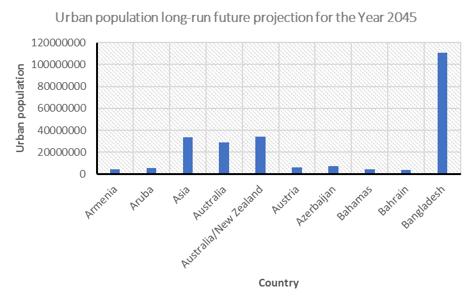 Urban population long-run future projection for the Year 2045
Urban population
120000000
100000000
80000000
60000000
40000000
20000000
0
Armenia
Aruba
Asia
Australia
Australia/New Zealand
Austria
Azerbaijan
Bahamas
Bahrain
Bangladesh
Country